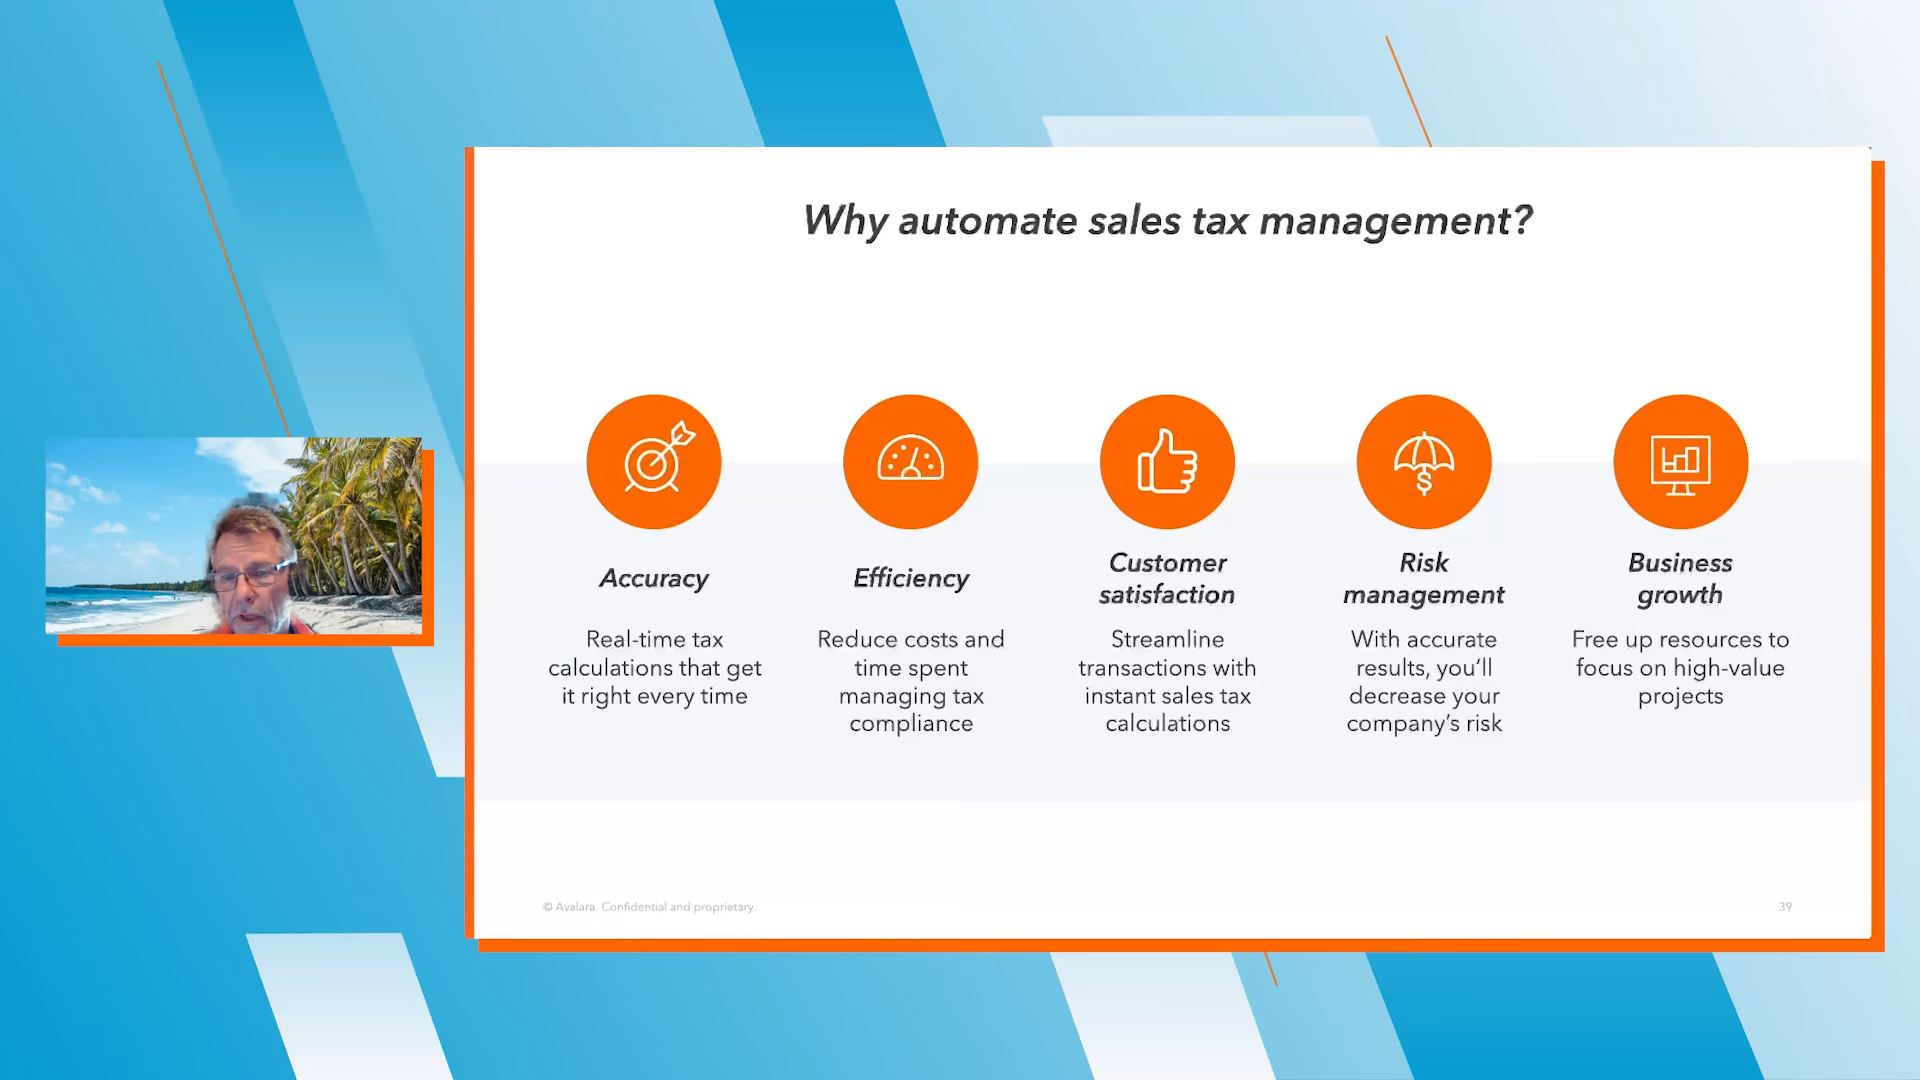 Why automate sales tax management?
Accuracy
Real-time tax
calculations that get
it right every time
Efficiency
Reduce costs and
time spent
managing tax
compliance
Customer
satisfaction
Streamline
transactions with
instant sales tax
calculations
$
Risk
management
With accurate
results, you'll
decrease your
company's risk
Business
growth
Free up resources to
focus on high-value
projects
© Avalara. Confidential and proprietary.
39